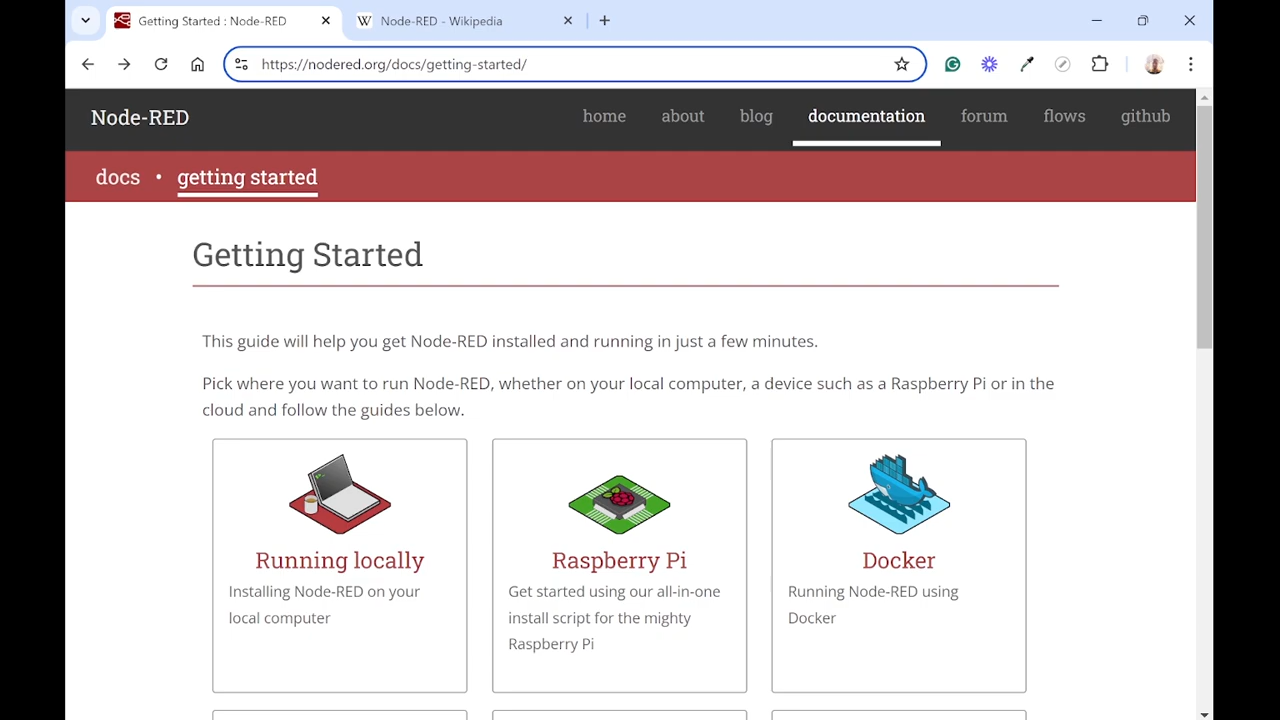 Getting Started : Node-RED
Node-RED - Wikipedia
https://nodered.org/docs/getting-started/
Node-RED
home
about
blog
documentation
forum
flows
github
docs • getting started
Getting Started
This guide will help you get Node-RED installed and running in just a few minutes.
Pick where you want to run Node-RED, whether on your local computer, a device such as a Raspberry Pi or in the
cloud and follow the guides below.
Running locally
Installing Node-RED on your
local computer
Raspberry Pi
Get started using our all-in-one
install script for the mighty
Raspberry Pi
Docker
Running Node-RED using
Docker